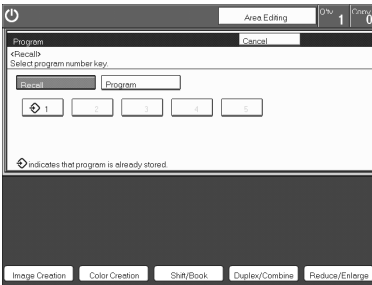 Area Editing
Qty. 1 Copy 0
Program Cancel
<Recall>
Select program number key.
Recall Program
1 2 3 4 5
indicates that program is already stored.
Image Creation Color Creation Shift/Book Duplex/Combine Reduce/Enlarge